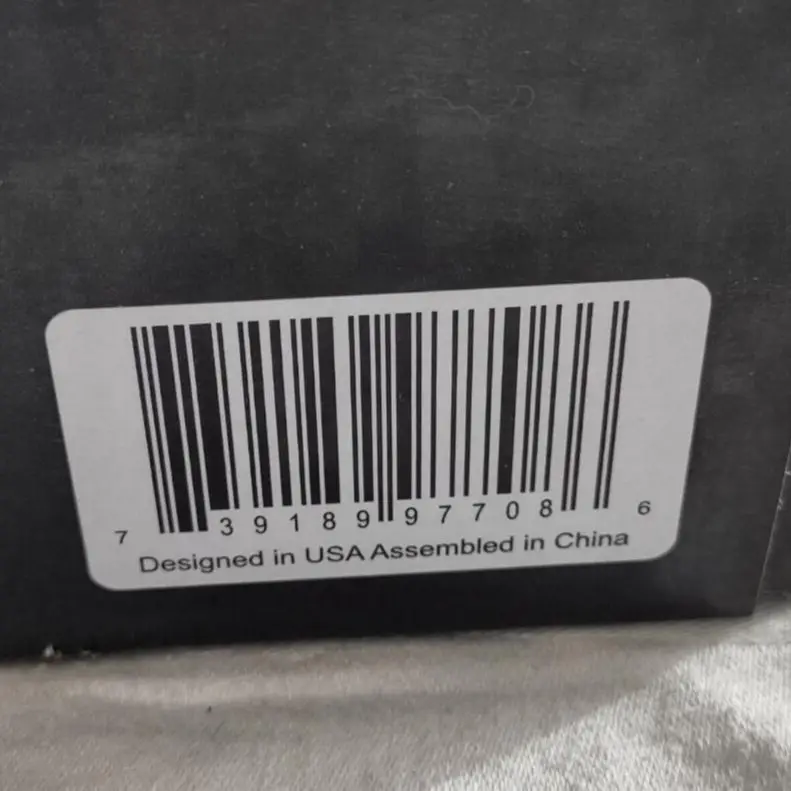 7 39189 97708 6
Designed in USA Assembled in China